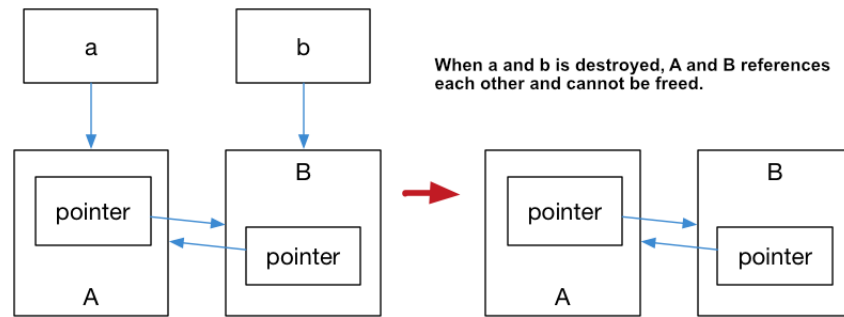 a
b
When a and b is destroyed, A and B references
each other and cannot be freed.
B
pointer
pointer
A
B
pointer
pointer
A